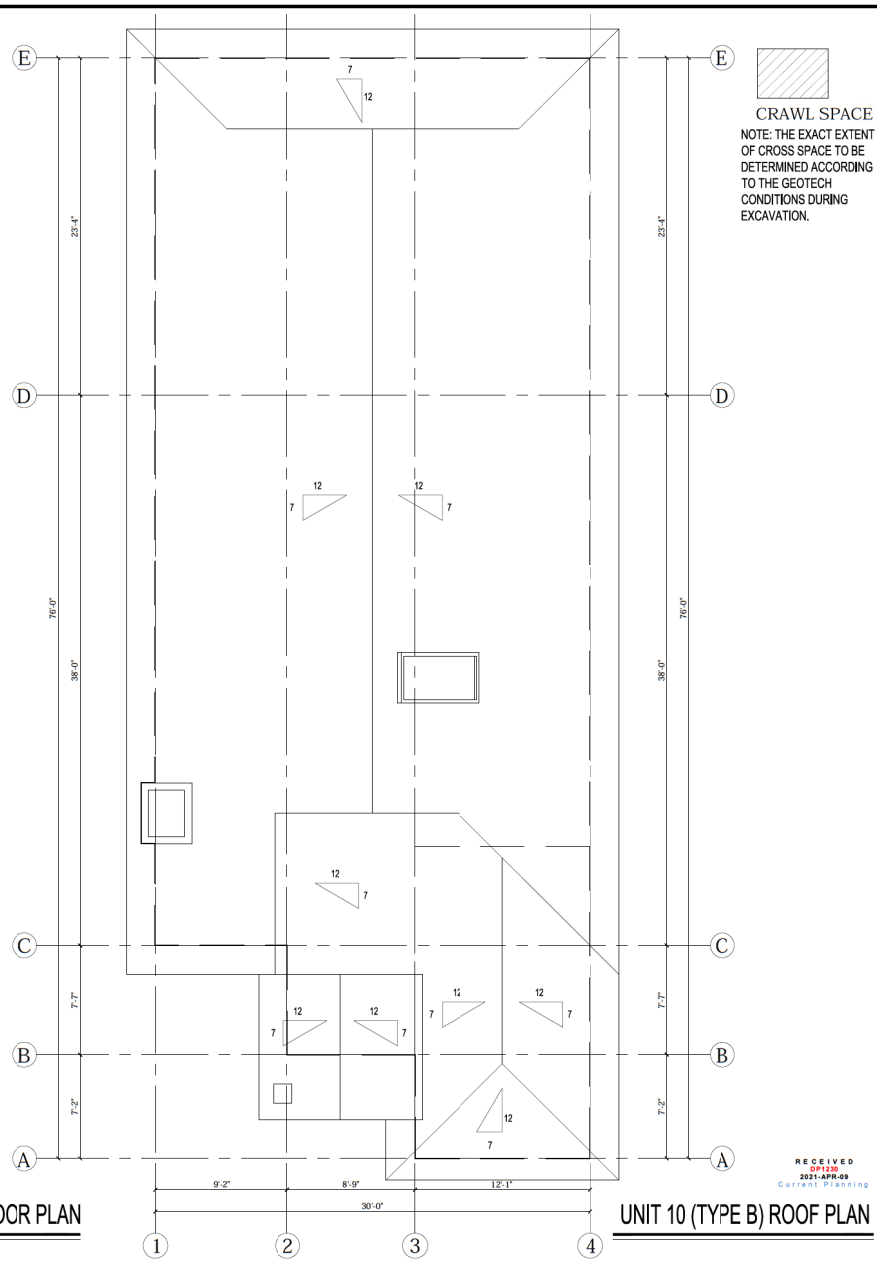 E
E
7
12
CRAWL SPACE
NOTE: THE EXACT EXTENT
OF CROSS SPACE TO BE
DETERMINED ACCORDING
TO THE GEOTECH
CONDITIONS DURING
EXCAVATION.
23'-4"
23'-4"
D
D
12
7
12
7
76'-0"
76'-0"
38'-0"
38'-0"
12
7
C
C
7'-7"
7'-7"
12
7
12
7
12
7
12
7
B
B
7'-2"
7'-2"
12
7
A
A
RECEIVED
DP1230
2021-APR-09
Current Planning
9'-2"
8'-9"
12'-1"
30'-0"
OOR PLAN
UNIT 10 (TYPE B) ROOF PLAN
1
2
3
4